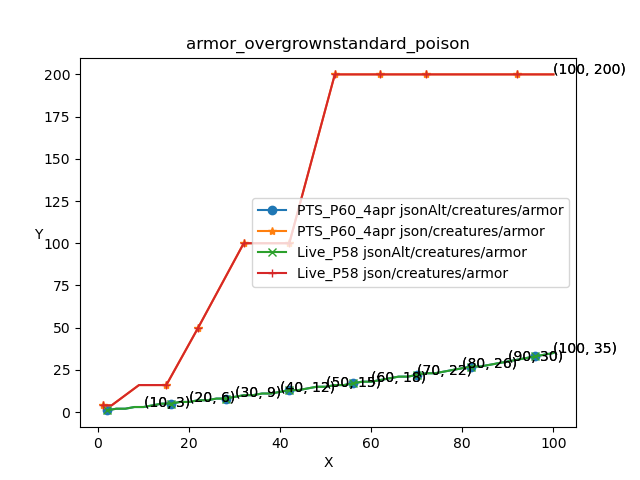 armor_overgrownstandard_poison
200
175
150
125
100
75
50
25
0
Y
(100, 200)
PTS_P60_4apr jsonAlt/creatures/armor
PTS_P60_4apr json/creatures/armor
Live_P58 jsonAlt/creatures/armor
Live_P58 json/creatures/armor
(10, 3)
(20, 6)
(30, 9)
(40, 12)
(50, 15)
(60, 18)
(70, 22)
(80, 26)
(90, 30)
(100, 35)
0 20 40 60 80 100
X